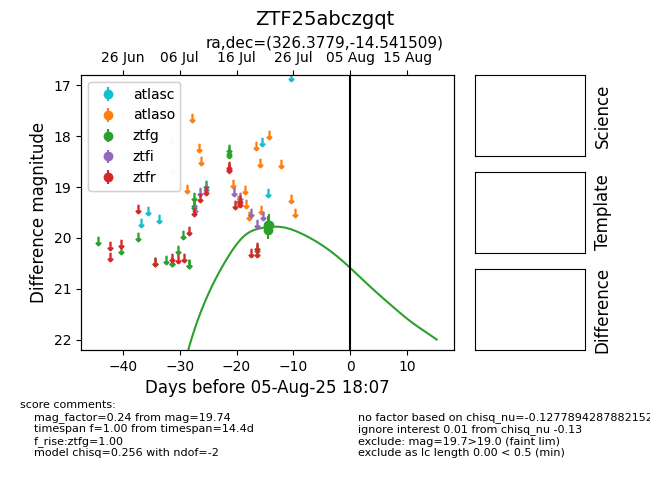 ZTF25abczgqt
ra,dec=(326.3779,-14.541509)
26 Jun 06 Jul 16 Jul 26 Jul 05 Aug 15 Aug
17
18
19
20
21
22
Difference magnitude
atlasc
atlaso
ztfg
ztfi
ztfr
−40 −30 −20 −10 0 10
Days before 05-Aug-25 18:07
Science
Template
Difference
score comments:
mag_factor=0.24 from mag=19.74
timespan f=1.00 from timespan=14.4d
f_rise:ztfg=1.00
model chisq=0.256 with ndof=-2
no factor based on chisq_nu=-0.1277894287882152
ignore interest 0.01 from chisq_nu -0.13
exclude: mag=19.7>19.0 (faint lim)
exclude as lc length 0.00 < 0.5 (min)